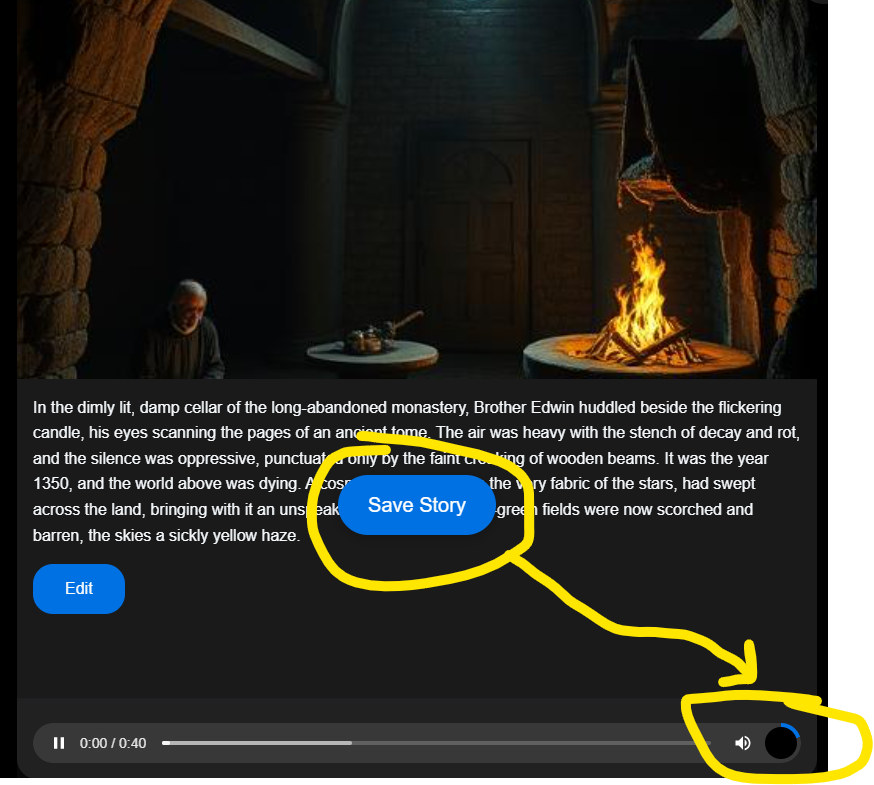 In the dimly lit, damp cellar of the long-abandoned monastery, Brother Edwin huddled beside the flickering
candle, his eyes scanning the pages of an ancient tome. The air was heavy with the stench of decay and rot,
and the silence was oppressive, punctuated only by the faint creaking of wooden beams. It was the year
1350, and the world above was dying. A the very fabric of the stars, had swept
across the land, bringing with it an -green fields were now scorched and
Save Story
barren, the skies a sickly yellow haze.
Edit
0:00 / 0:40